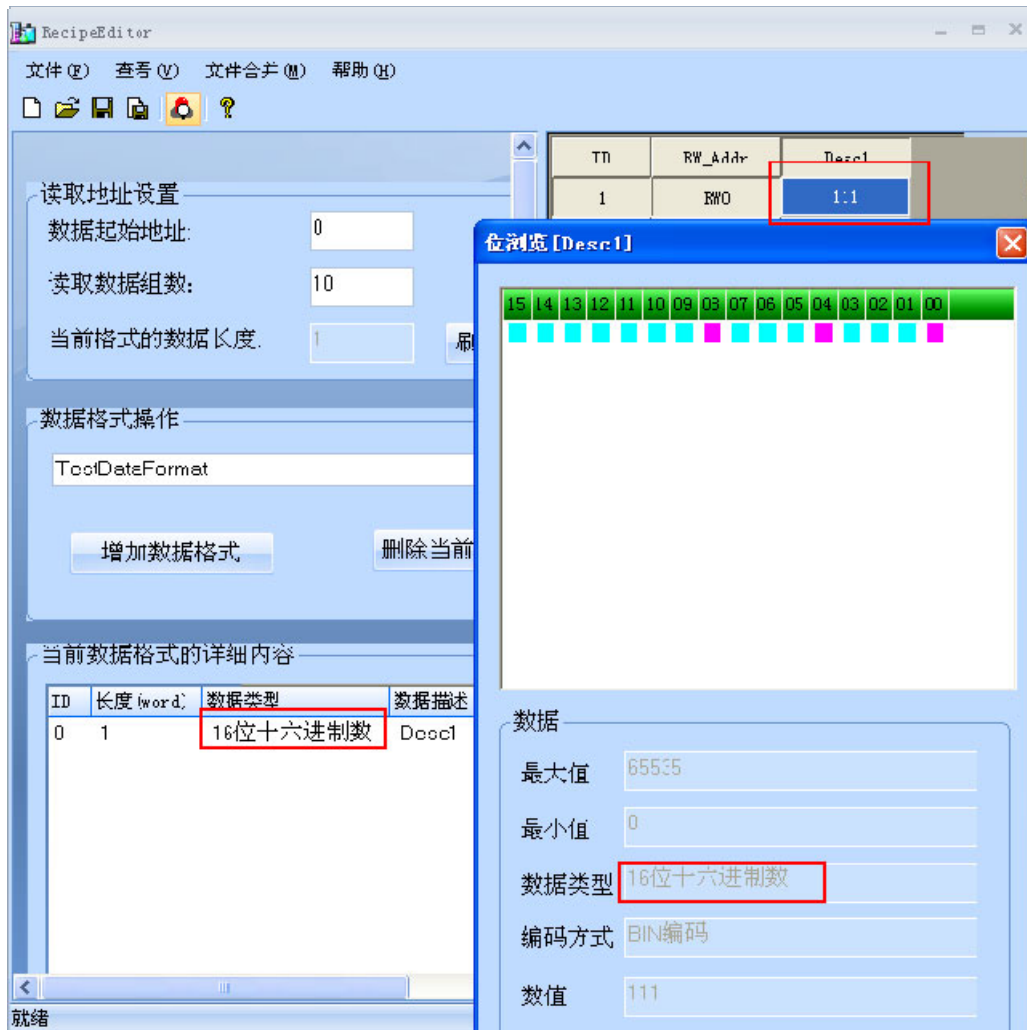 RecipeEditor
文件(F) 查看(V) 文件合并(M) 帮助(H)
读取地址设置
数据起始地址: 0
读取数据组数: 10
当前格式的数据长度: 1
刷
数据格式操作
TestDataFormat
增加数据格式 删除当前
当前数据格式的详细内容
ID 长度(word) 数据类型 数据描述
0 1 16位十六进制数 Desc1
就绪
ID RW_Addr Desc1
1 RW0 111
位浏览[Desc1]
15 14 13 12 11 10 09 08 07 06 05 04 03 02 01 00
数据
最大值 65535
最小值 0
数据类型 16位十六进制数
编码方式 BIN编码
数值 111